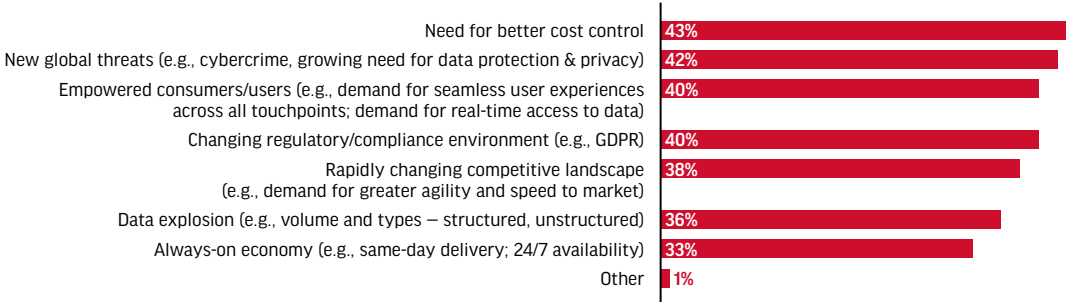 Need for better cost control 43%
New global threats (e.g., cybercrime, growing need for data protection & privacy) 42%
Empowered consumers/users (e.g., demand for seamless user experiences 40%
across all touchpoints; demand for real-time access to data)
Changing regulatory/compliance environment (e.g., GDPR) 40%
Rapidly changing competitive landscape 38%
(e.g., demand for greater agility and speed to market)
Data explosion (e.g., volume and types — structured, unstructured) 36%
Always-on economy (e.g., same-day delivery; 24/7 availability) 33%
Other 1%